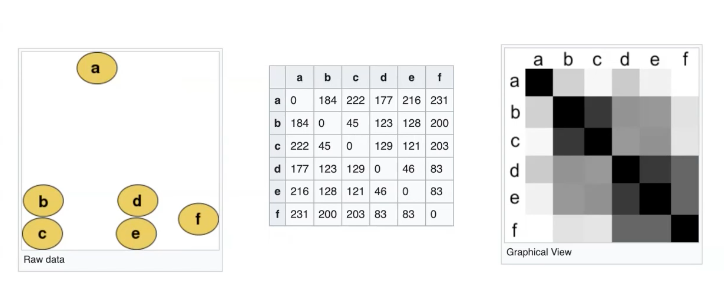 a
b
d
c
e
f
Raw data
a b c d e f
a 0 184 222 177 216 231
b 184 0 45 123 128 200
c 222 45 0 129 121 203
d 177 123 129 0 46 83
e 216 128 121 46 0 83
f 231 200 203 83 83 0
a b c d e f
a
b
c
d
e
f
Graphical View